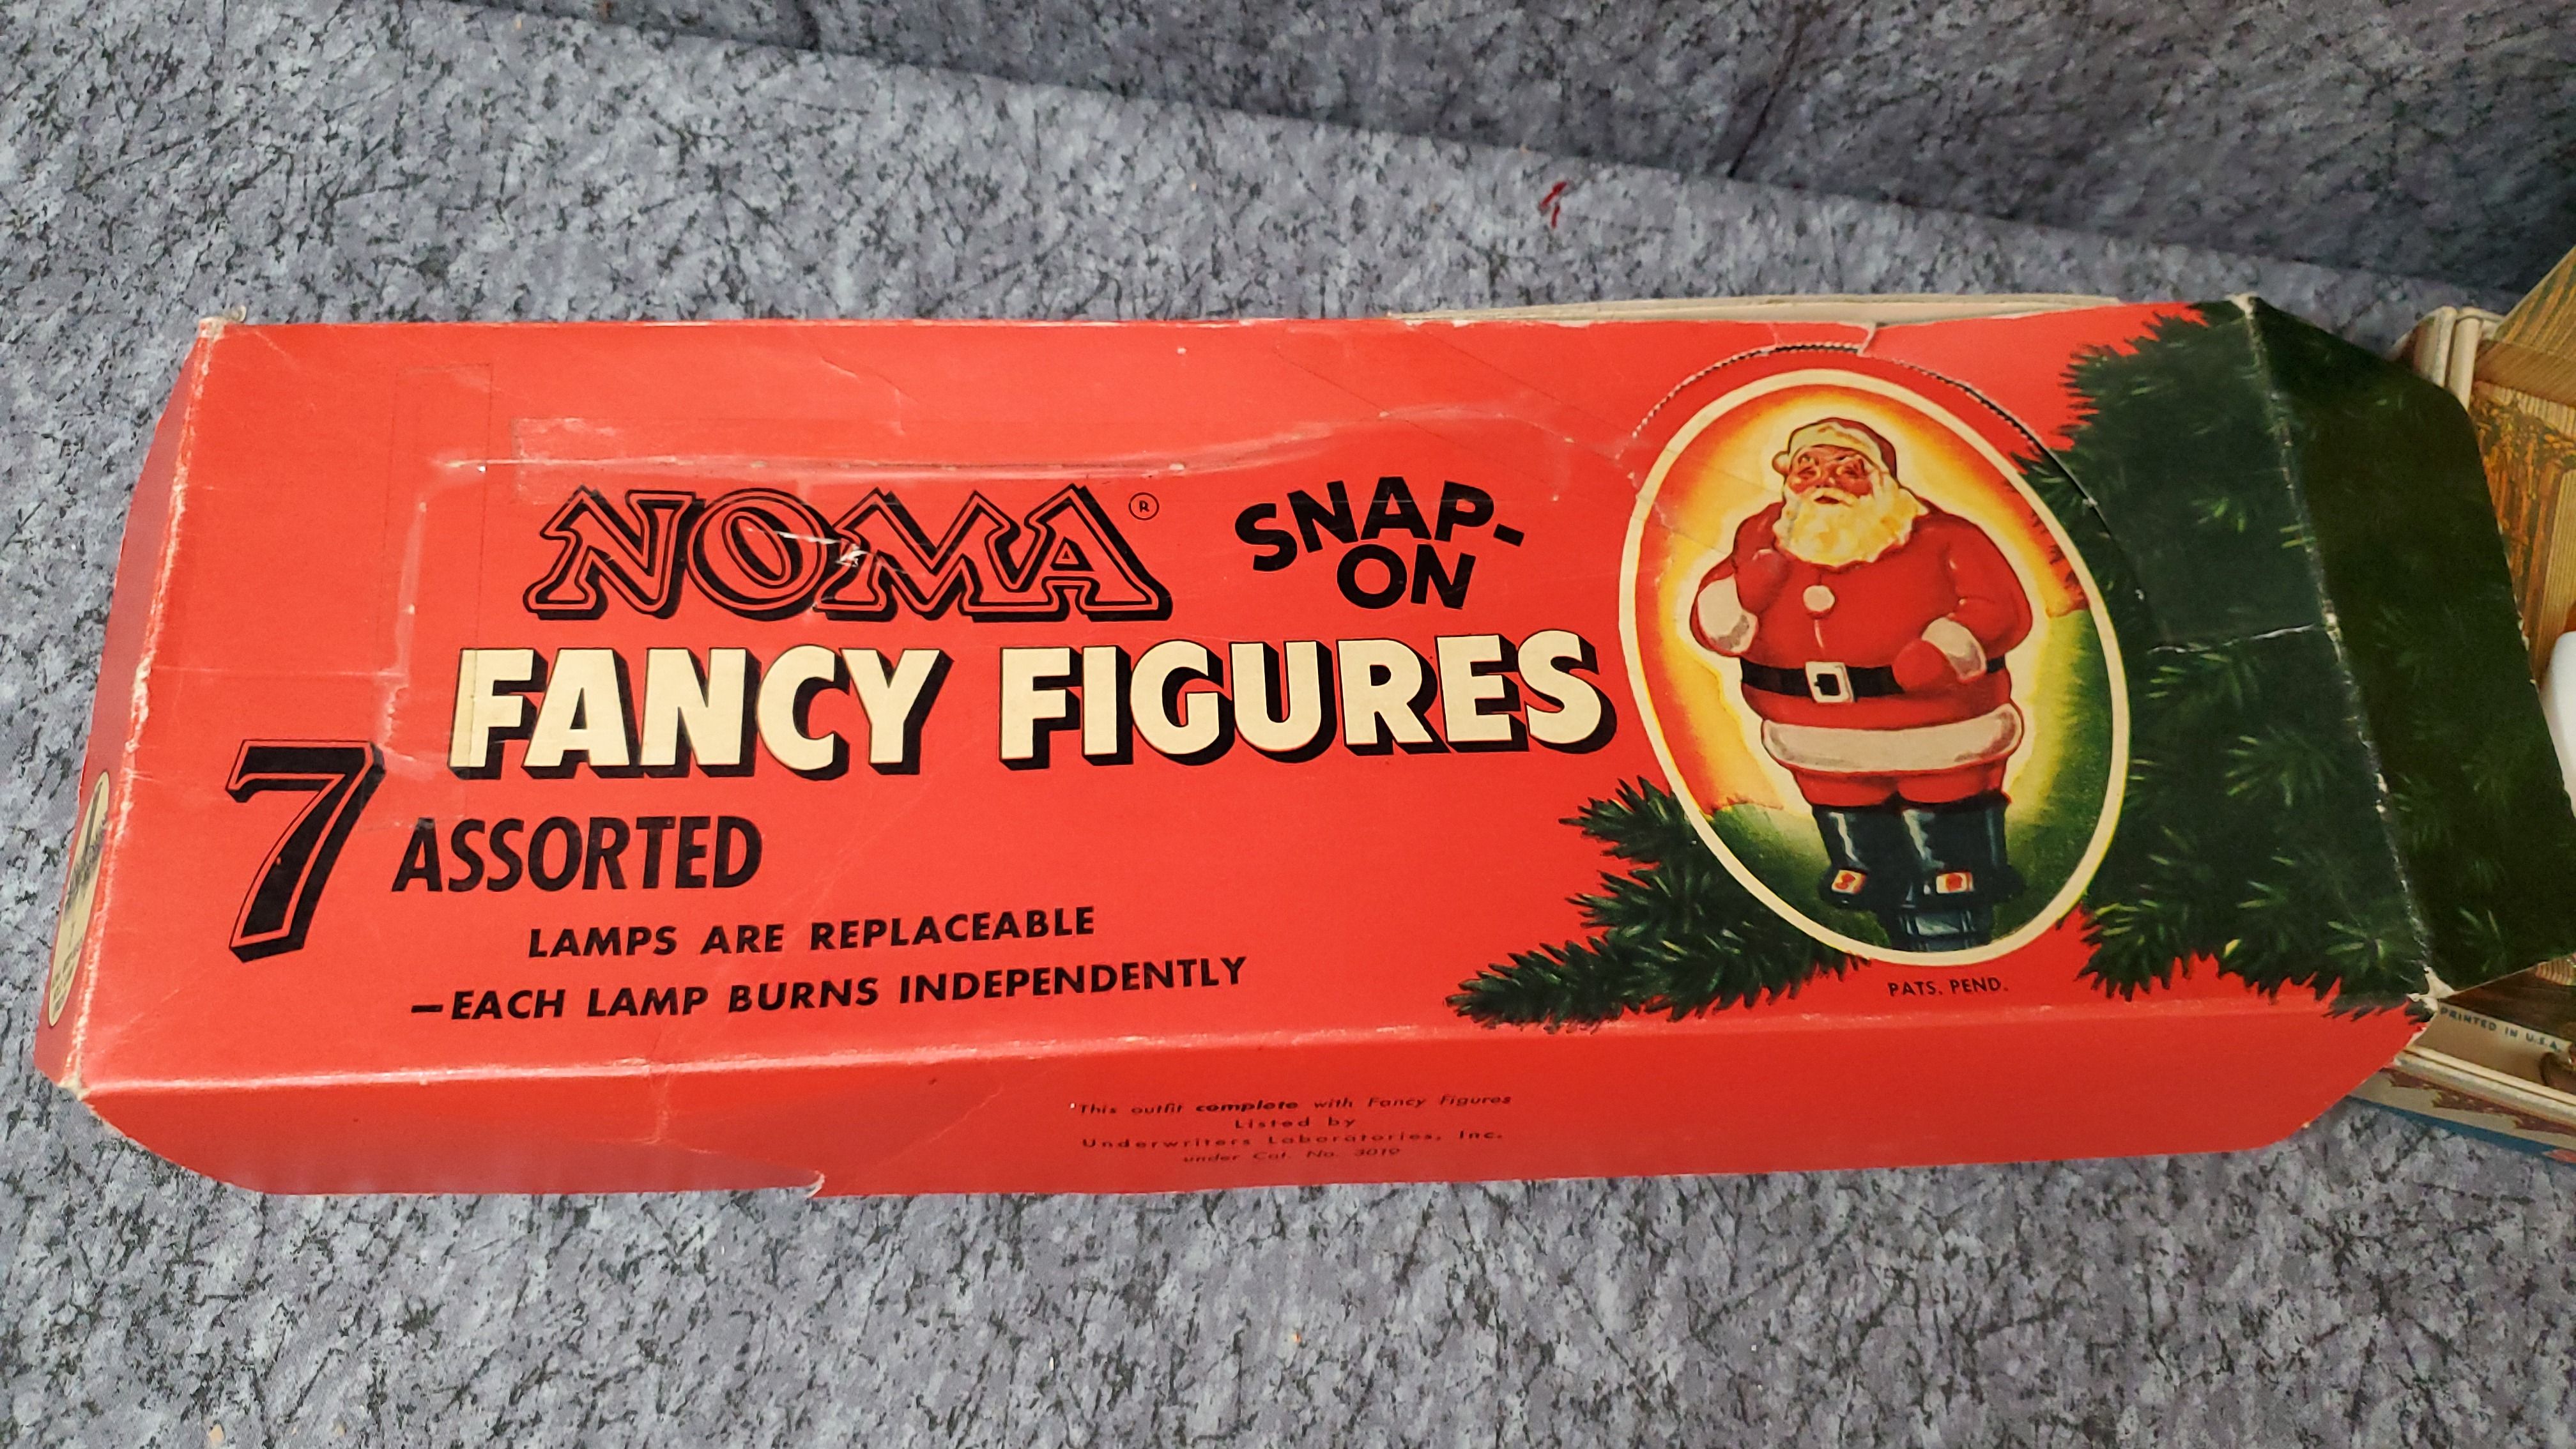 NOMA®
SNAP-
ON
FANCY FIGURES
7 ASSORTED
LAMPS ARE REPLACEABLE
—EACH LAMP BURNS INDEPENDENTLY
PATS. PEND.
This outfit complete with Fancy Figures
Listed by
Underwriters Laboratories, Inc.
under Cat. No. 3019
PRINTED IN U.S.A.